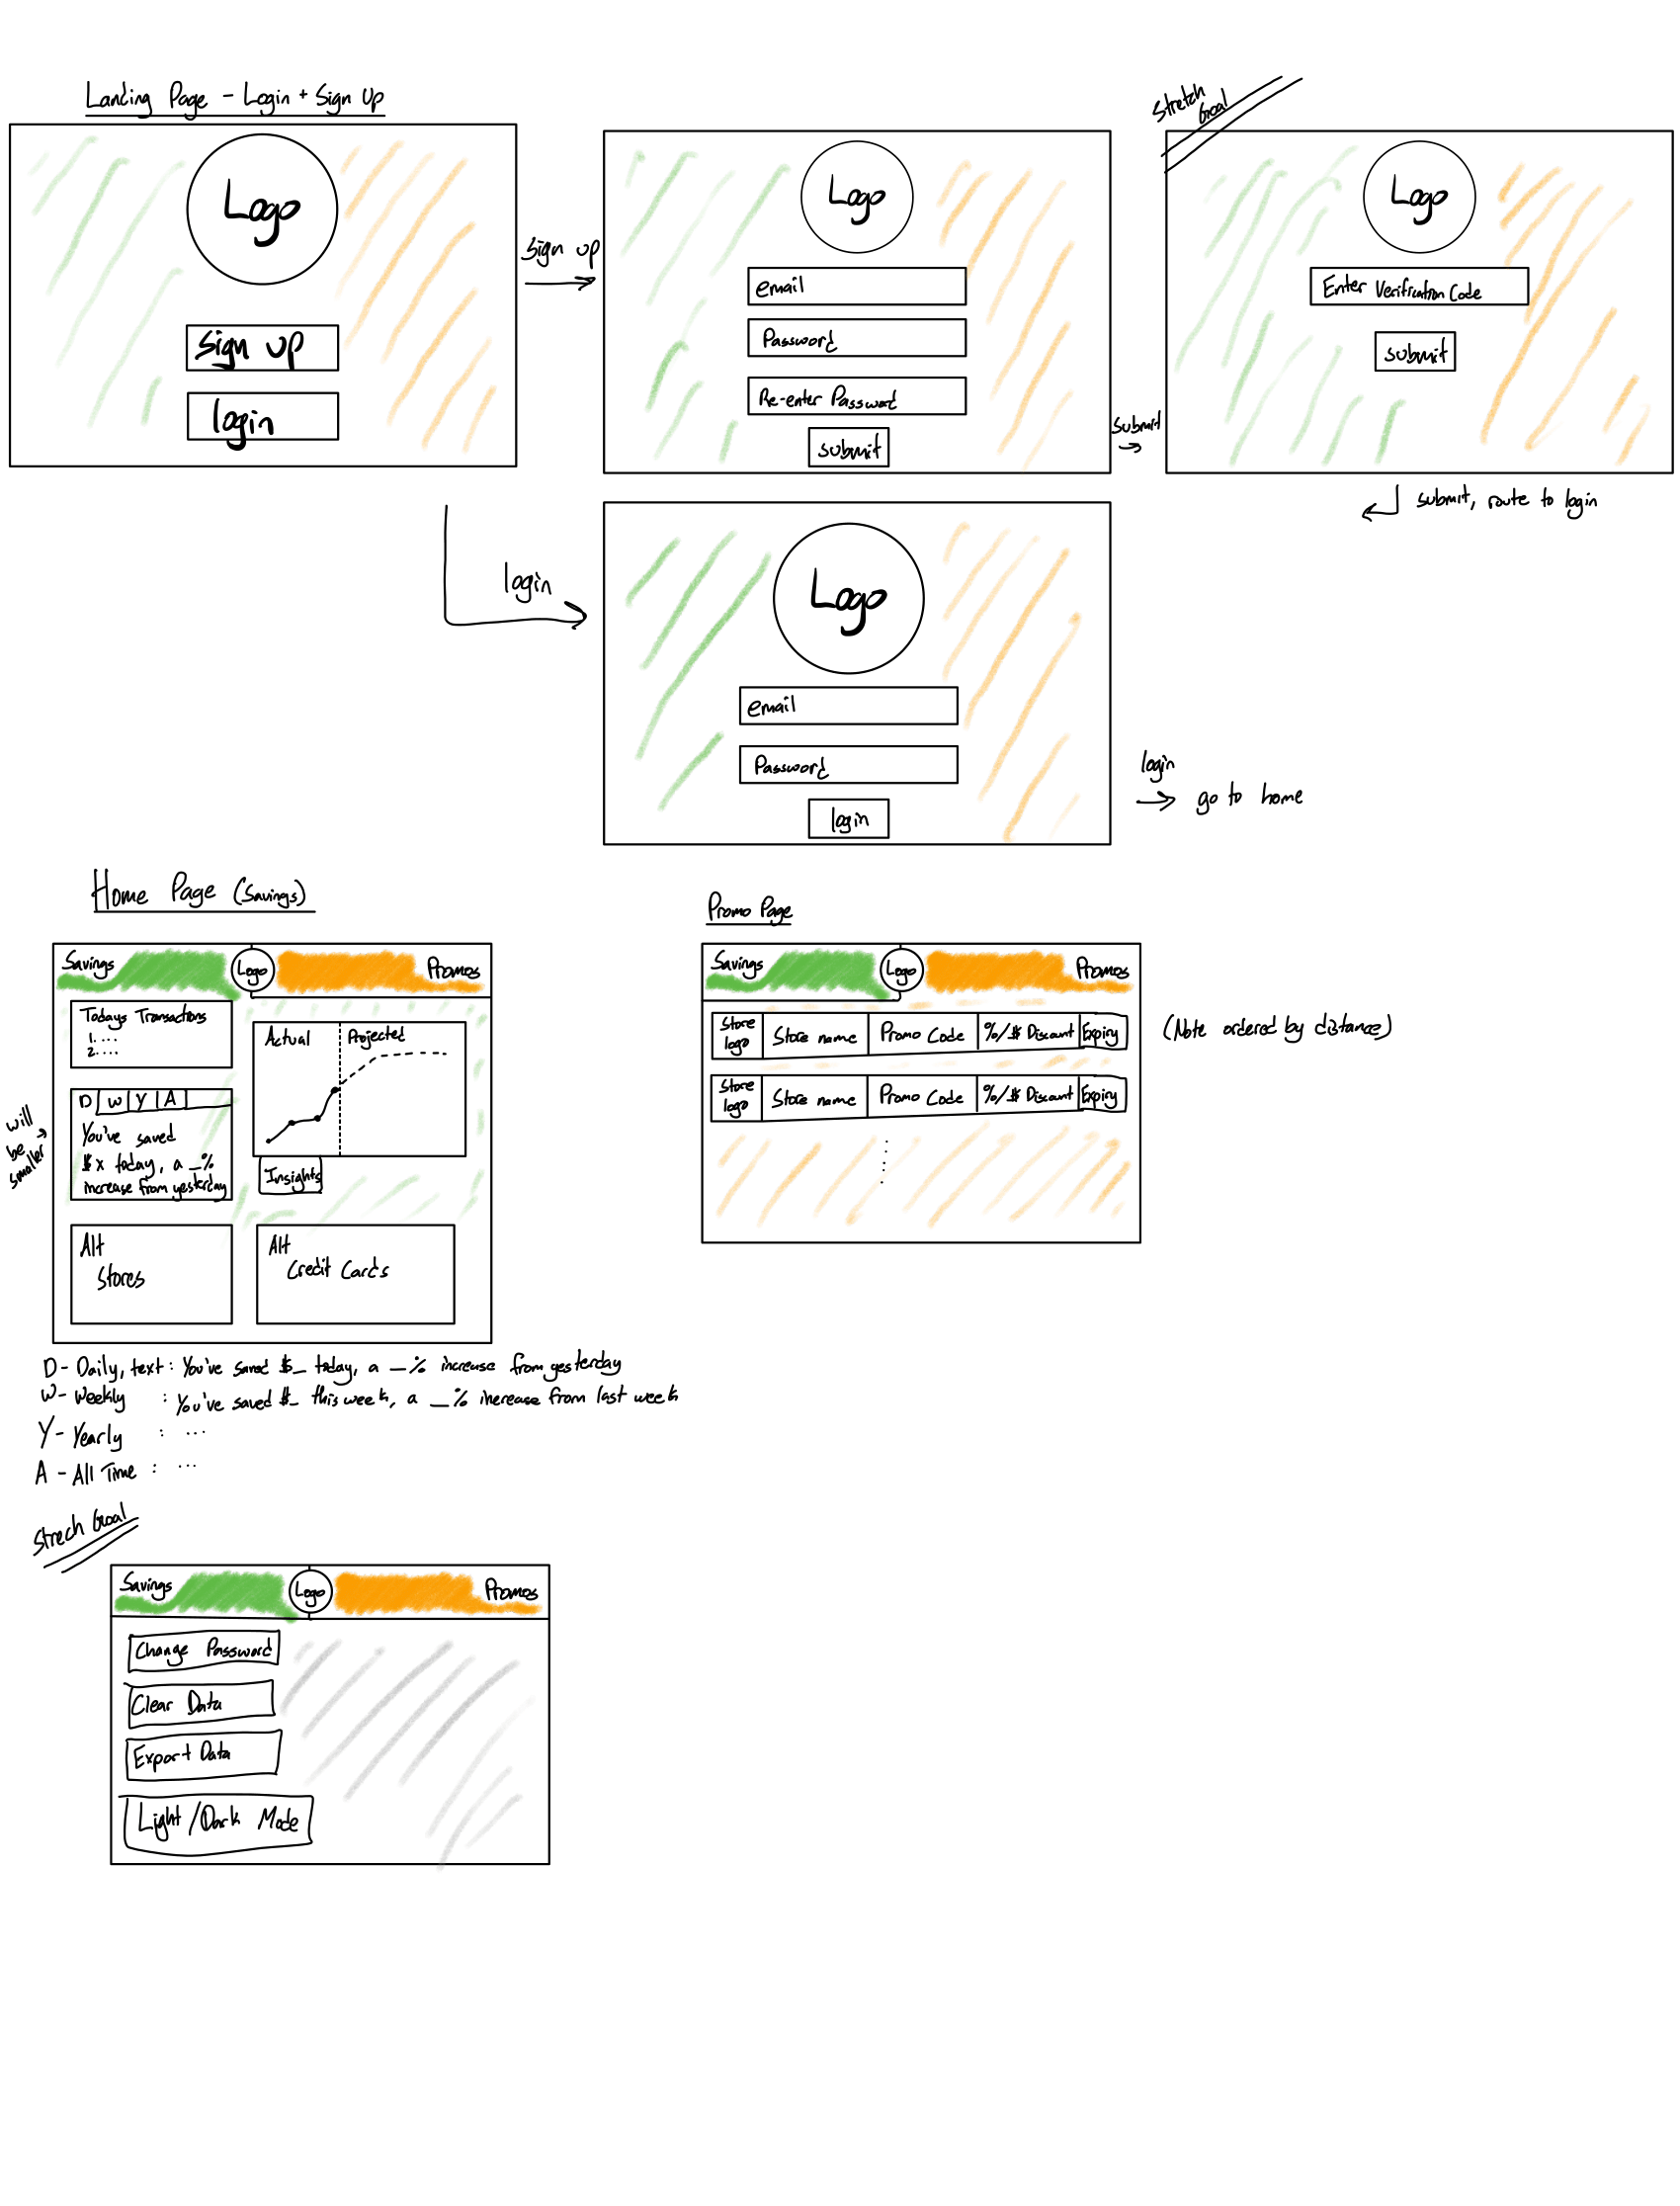 Landing Page - Login + Sign Up
Logo
Sign up
login
Sign up
Logo
email
Password
Re-enter Password
submit
submit
Stretch Goal
Logo
Enter Verification Code
submit
submit, route to login
login
Logo
email
Password
login
login
go to home
Home Page (Savings)
Savings
Logo
Promos
Todays Transactions
1. ...
2. ...
Actual
Projected
will be smaller
D W Y A
You've saved
$x today, a _%
increase from yesterday
Insights
Alt
Stores
Alt
Credit Cards
D - Daily, text : You've saved $_ today, a _% increase from yesterday
W - Weekly : You've saved $_ this week, a _% increase from last week
Y - Yearly : ...
A - All Time : ...
Promo Page
Savings
Logo
Promos
Store logo
Store name
Promo Code
%/$ Discount
Expiry
Store logo
Store name
Promo Code
%/$ Discount
Expiry
(Note ordered by distance)
Strech Goal
Savings
Logo
Promos
Change Password
Clear Data
Export Data
Light/Dark Mode